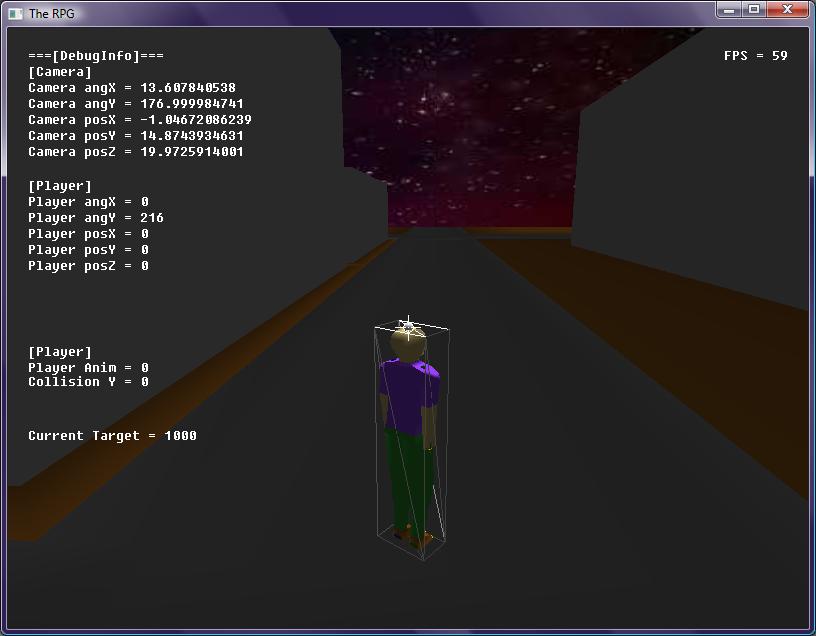 The RPG
===[DebugInfo]===
FPS = 59
[Camera]
Camera angX = 13.607840538
Camera angY = 176.999984741
Camera posX = -1.04672086239
Camera posY = 14.8743934631
Camera posZ = 19.9725914001
[Player]
Player angX = 0
Player angY = 216
Player posX = 0
Player posY = 0
Player posZ = 0
[Player]
Player Anim = 0
Collision Y = 0
Current Target = 1000